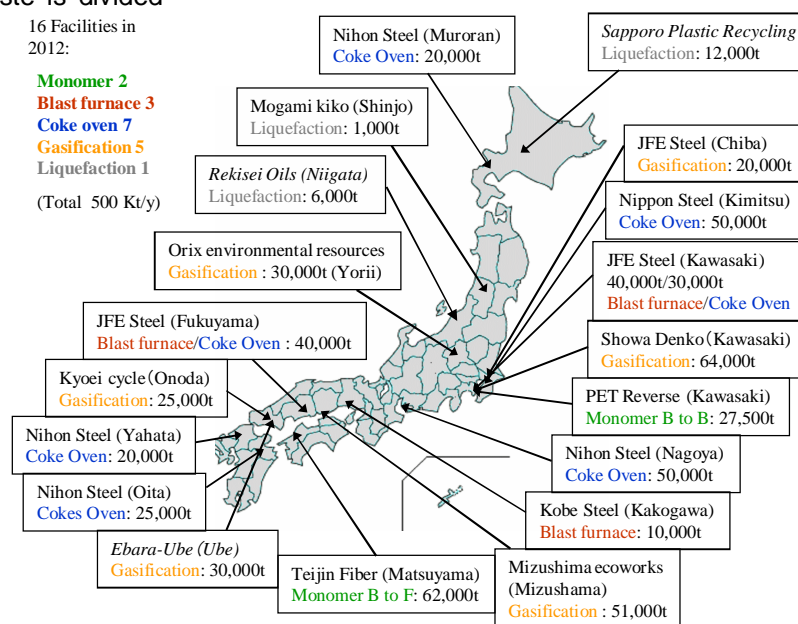 ste is divided
16 Facilities in
2012:
Monomer 2
Blast furnace 3
Coke oven 7
Gasification 5
Liquefaction 1
(Total 500 Kt/y)
Nihon Steel (Muroran)
Coke Oven: 20,000t
Sapporo Plastic Recycling
Liquefaction: 12,000t
Mogami kiko (Shinjo)
Liquefaction: 1,000t
JFE Steel (Chiba)
Gasification: 20,000t
Rekisei Oils (Niigata)
Liquefaction: 6,000t
Nippon Steel (Kimitsu)
Coke Oven: 50,000t
Orix environmental resources
Gasification : 30,000t (Yorii)
JFE Steel (Kawasaki)
40,000t/30,000t
Blast furnace/Coke Oven
JFE Steel (Fukuyama)
Blast furnace/Coke Oven : 40,000t
Showa Denko (Kawasaki)
Gasification: 64,000t
Kyoei cycle (Onoda)
Gasification: 25,000t
PET Reverse (Kawasaki)
Monomer B to B: 27,500t
Nihon Steel (Yahata)
Coke Oven: 20,000t
Nihon Steel (Nagoya)
Coke Oven: 50,000t
Nihon Steel (Oita)
Cokes Oven: 25,000t
Kobe Steel (Kakogawa)
Blast furnace: 10,000t
Ebara-Ube (Ube)
Gasification: 30,000t
Teijin Fiber (Matsuyama)
Monomer B to F: 62,000t
Mizushima ecoworks
(Mizushama)
Gasification : 51,000t